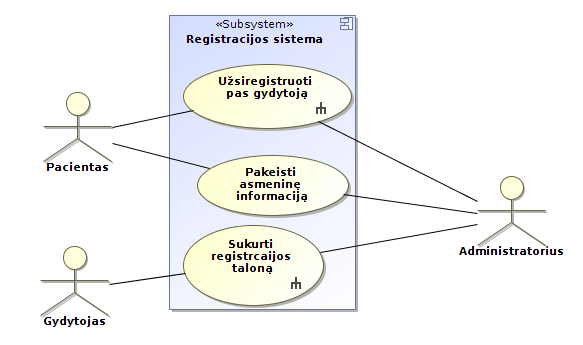 «Subsystem»
Registracijos sistema
Užsiregistruoti
pas gydytoją
Pacientas
Pakeisti
asmeninę
informaciją
Administratorius
Sukurti
registrcaijos
taloną
Gydytojas